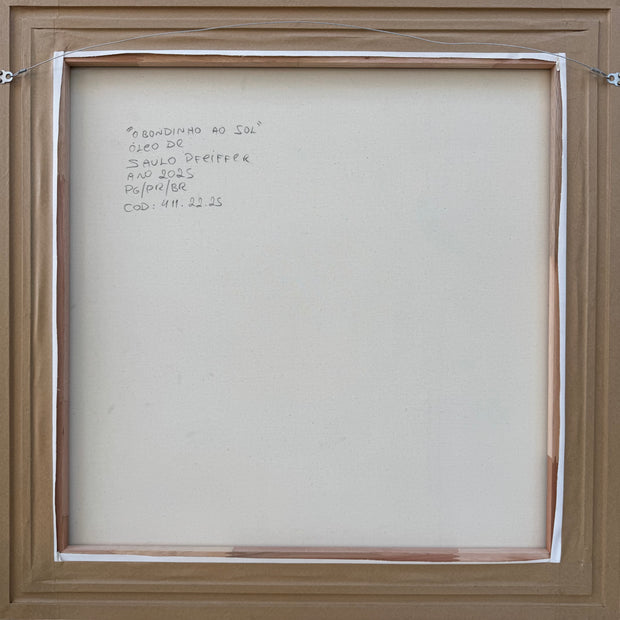 "O BONDINHO AO SOL"
ÓLEO DE
SAULO PFEIFFER
ANO 2025
PG/PR/BR
COD: 411.22.25